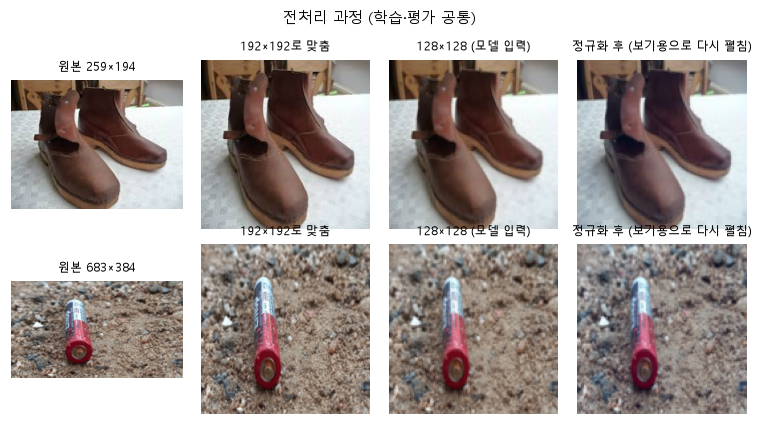 전처리 과정 (학습·평가 공통)
원본 259×194
192×192로 맞춤
128×128 (모델 입력)
정규화 후 (보기용으로 다시 펼침)
원본 683×384
192×192로 맞춤
128×128 (모델 입력)
정규화 후 (보기용으로 다시 펼침)